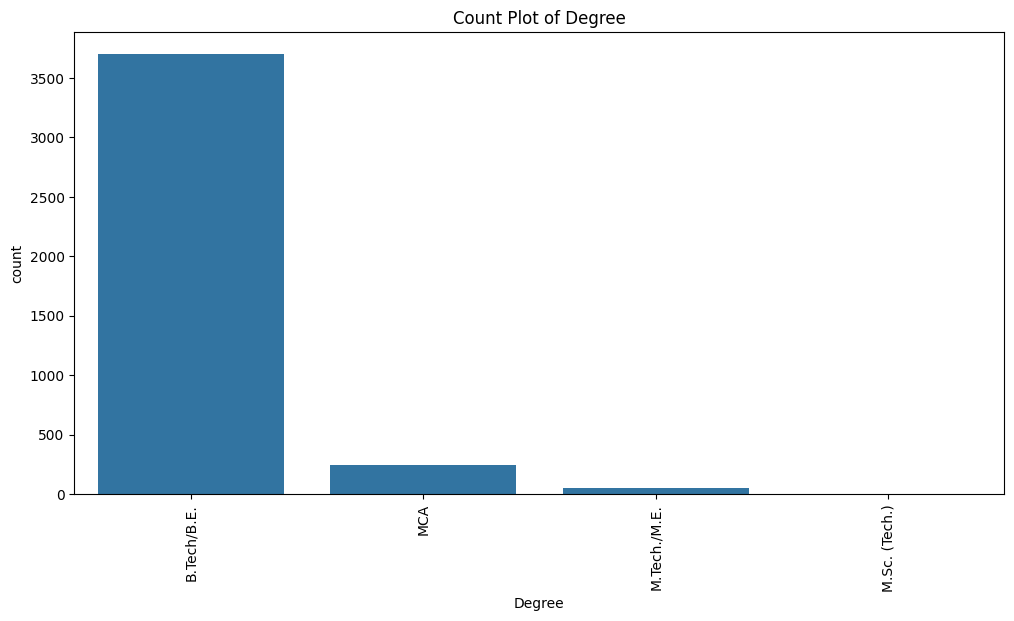 Count Plot of Degree
count
3500
3000
2500
2000
1500
1000
500
0
B.Tech/B.E.
MCA
M.Tech./M.E.
M.Sc. (Tech.)
Degree